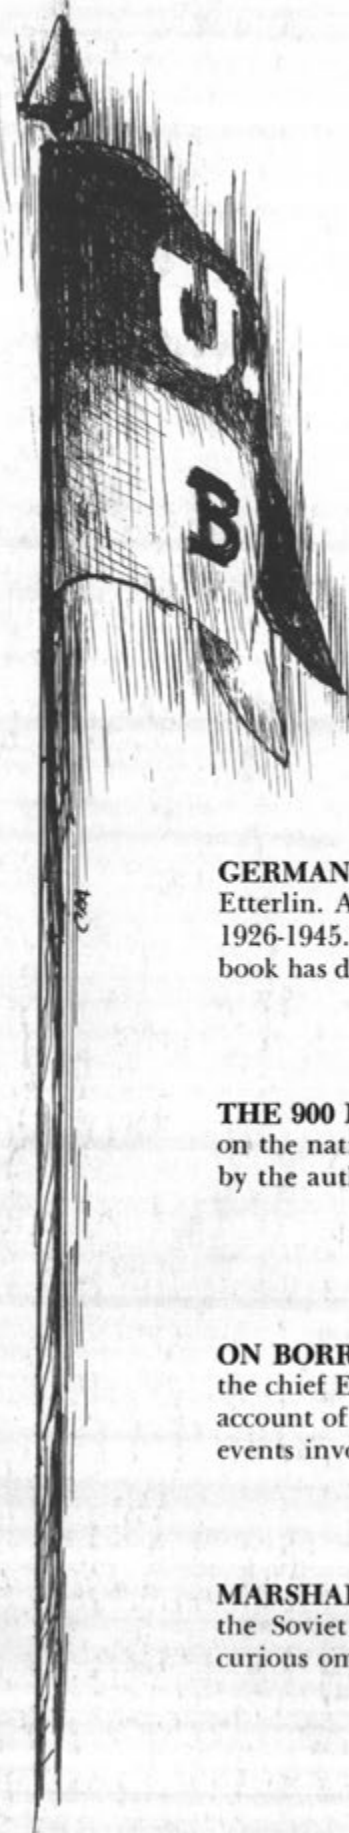 U.
B
GERMAN
Etterlin. A
1926-1945.
book has d
THE 900
on the nat
by the aut
ON BORR
the chief E
account of
events inv
MARSHAL
the Soviet
curious om